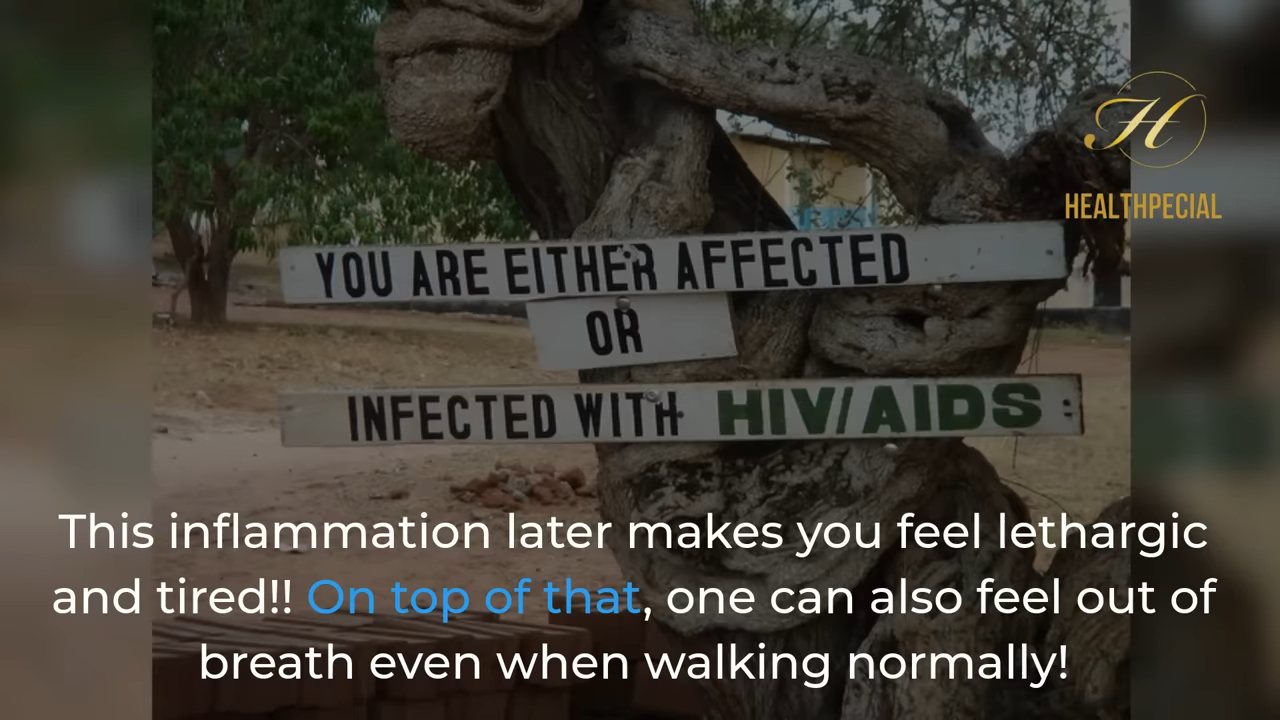 H
HEALTHPECIAL
YOU ARE EITHER AFFECTED
OR
INFECTED WITH HIV/AIDS
This inflammation later makes you feel lethargic
and tired!! On top of that, one can also feel out of
breath even when walking normally!